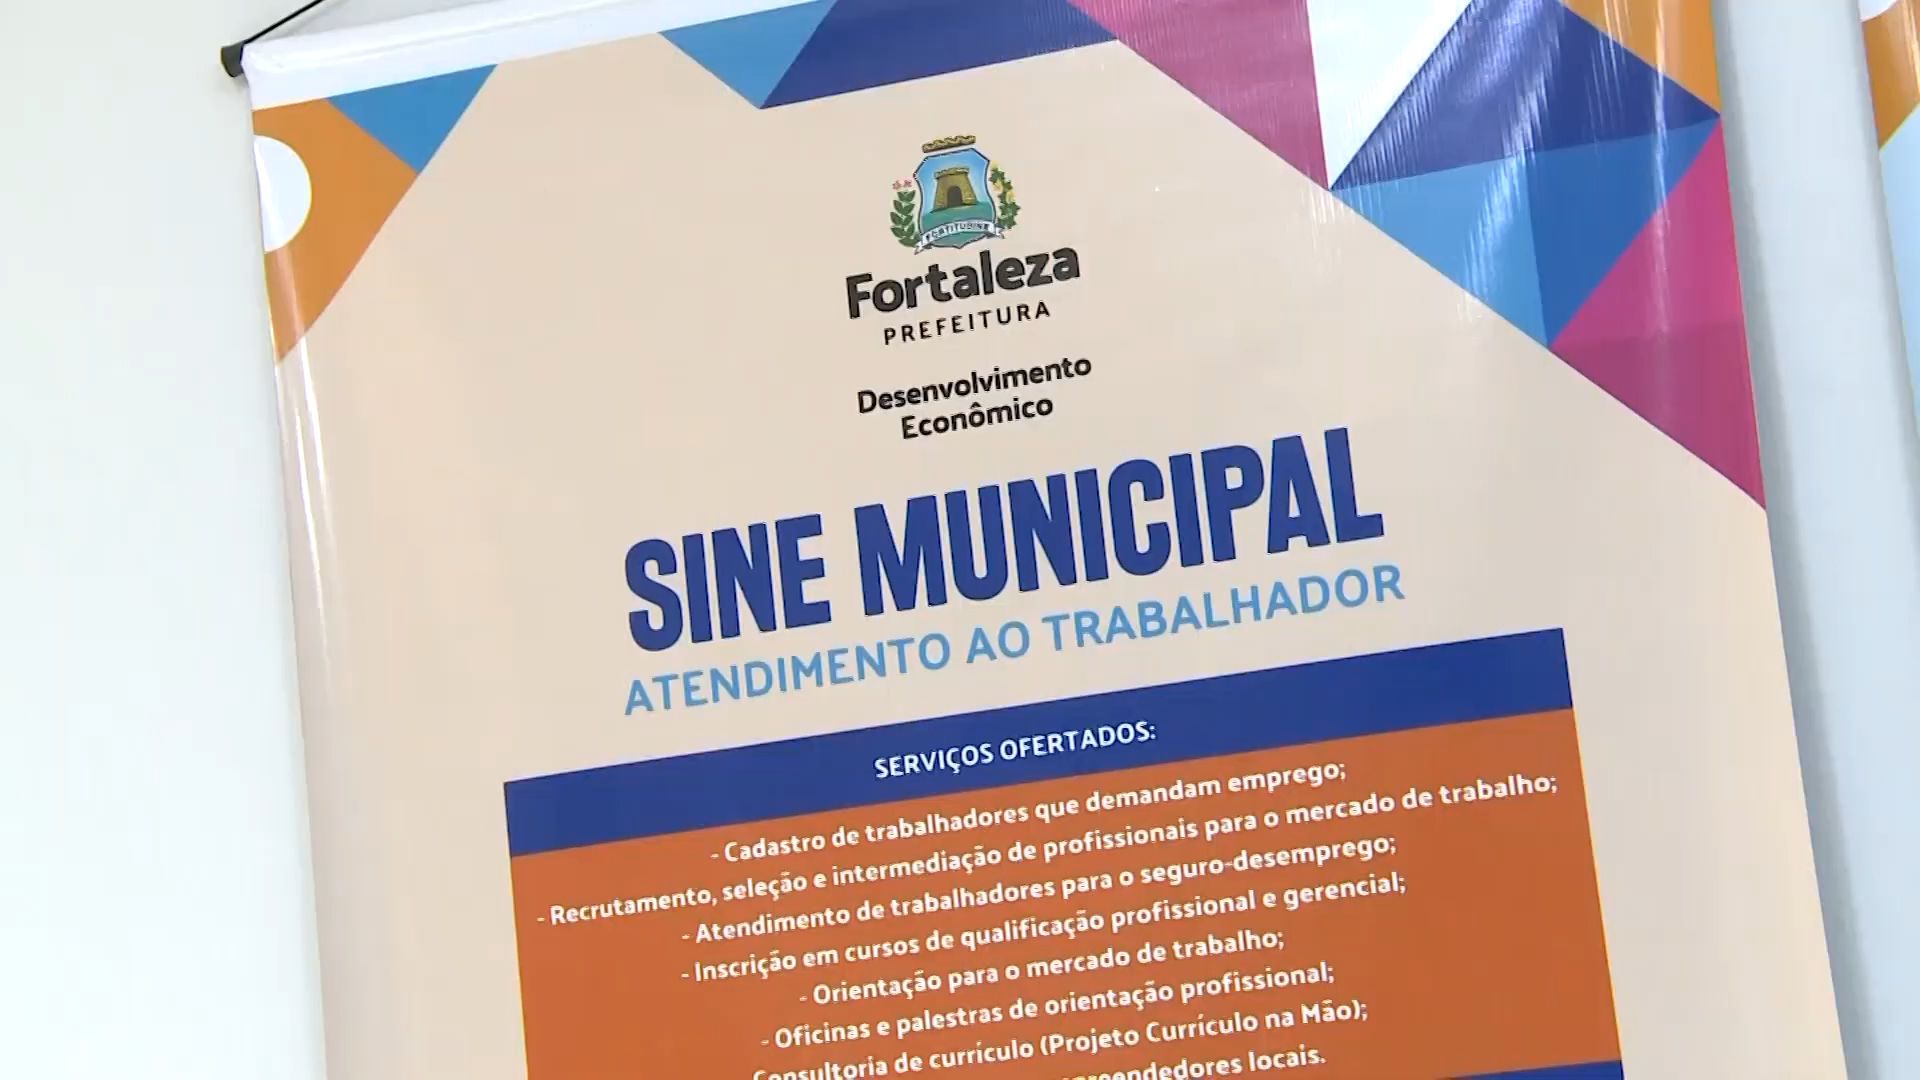 FORTITUDINE
Fortaleza
PREFEITURA
Desenvolvimento
Econômico
SINE MUNICIPAL
ATENDIMENTO AO TRABALHADOR
SERVIÇOS OFERTADOS:
- Cadastro de trabalhadores que demandam emprego;
- Recrutamento, seleção e intermediação de profissionais para o mercado de trabalho;
- Atendimento de trabalhadores para o seguro-desemprego;
- Inscrição em cursos de qualificação profissional e gerencial;
- Orientação para o mercado de trabalho;
- Oficinas e palestras de orientação profissional;
Consultoria de currículo (Projeto Currículo na Mão);
locais.